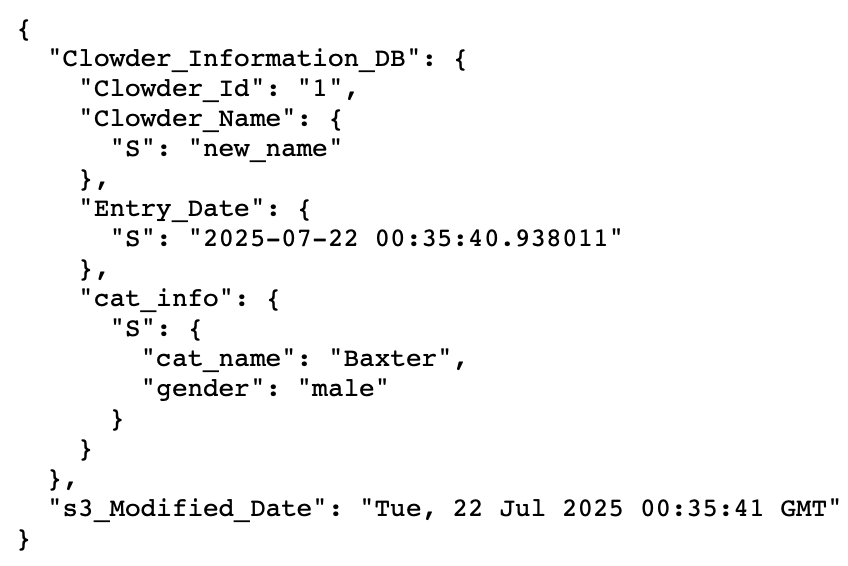 {
  "Clowder_Information_DB": {
    "Clowder_Id": "1",
    "Clowder_Name": {
      "S": "new_name"
    },
    "Entry_Date": {
      "S": "2025-07-22 00:35:40.938011"
    },
    "cat_info": {
      "S": {
        "cat_name": "Baxter",
        "gender": "male"
      }
    }
  },
  "s3_Modified_Date": "Tue, 22 Jul 2025 00:35:41 GMT"
}